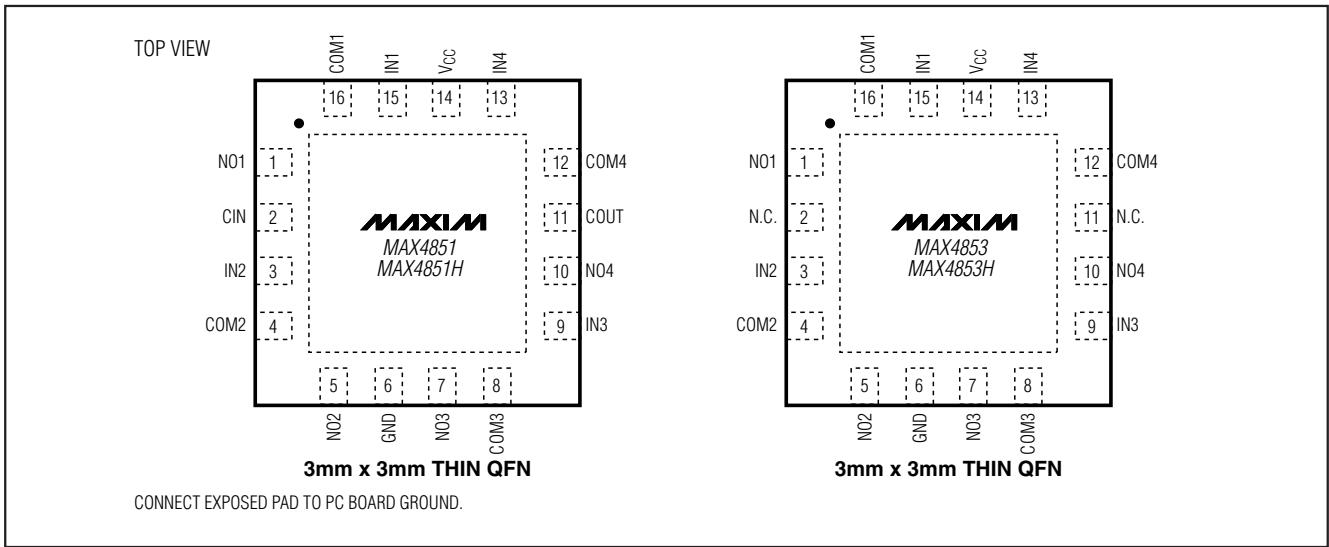 TOP VIEW
COM1
IN1
VCC
IN4
16
15
14
13
NO1
1
CIN
2
IN2
3
COM2
4
12
COM4
11
COUT
10
NO4
9
IN3
MAXIM
MAX4851
MAX4851H
5
6
7
8
NO2
GND
NO3
COM3
3mm x 3mm THIN QFN
COM1
IN1
VCC
IN4
16
15
14
13
NO1
1
N.C.
2
IN2
3
COM2
4
12
COM4
11
N.C.
10
NO4
9
IN3
MAXIM
MAX4853
MAX4853H
5
6
7
8
NO2
GND
NO3
COM3
3mm x 3mm THIN QFN
CONNECT EXPOSED PAD TO PC BOARD GROUND.